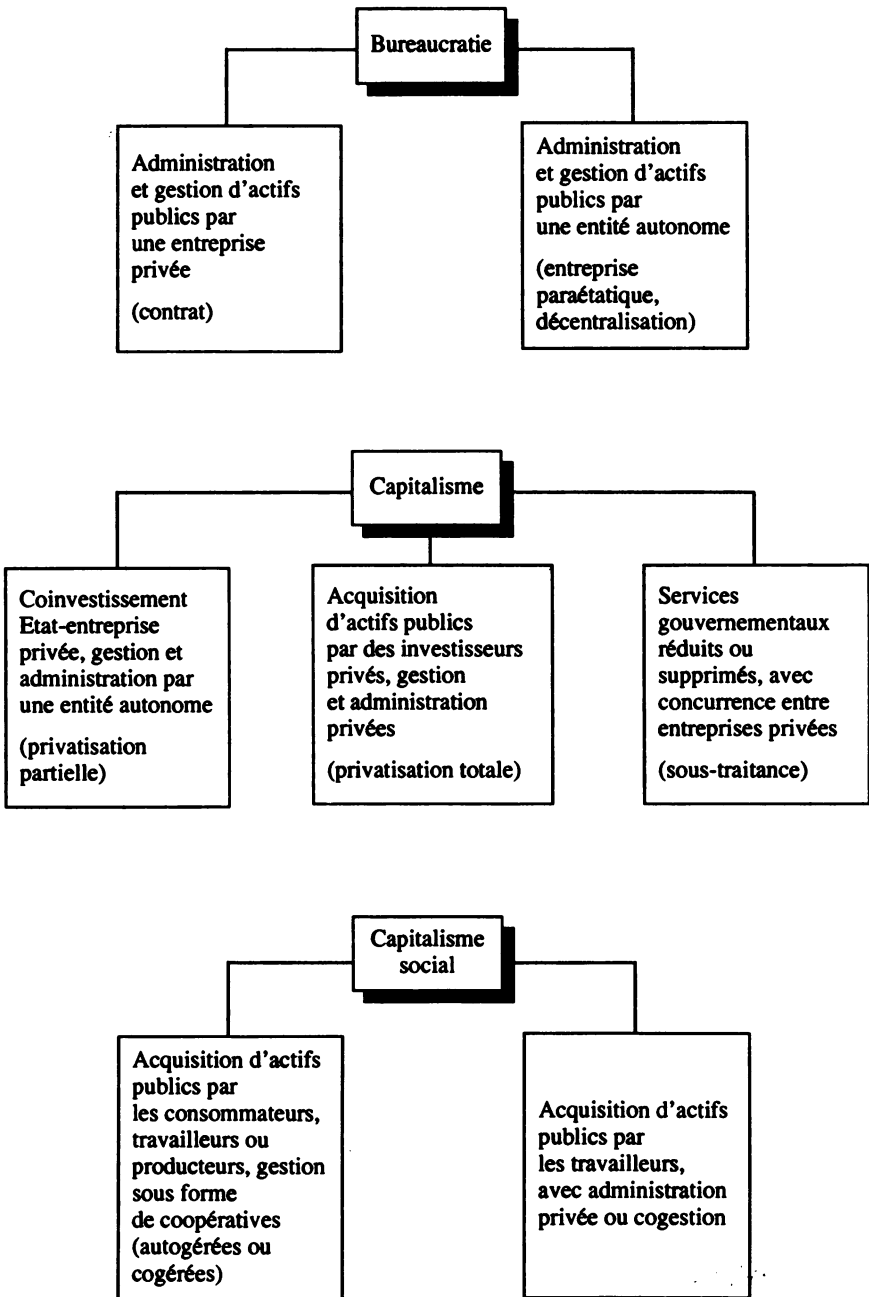 Bureaucratie
Administration
et gestion d'actifs
publics par
une entreprise
privée
(contrat)
Administration
et gestion d'actifs
publics par
une entité autonome
(entreprise
paraétatique,
décentralisation)
Capitalisme
Coinvestissement
Etat-entreprise
privée, gestion et
administration par
une entité autonome
(privatisation
partielle)
Acquisition
d'actifs publics
par des investisseurs
privés, gestion
et administration
privées
(privatisation totale)
Services
gouvernementaux
réduits ou
supprimés, avec
concurrence entre
entreprises privées
(sous-traitance)
Capitalisme
social
Acquisition d'actifs
publics par
les consommateurs,
travailleurs ou
producteurs, gestion
sous forme
de coopératives
(autogérées ou
cogérées)
Acquisition d'actifs
publics par
les travailleurs,
avec administration
privée ou cogestion